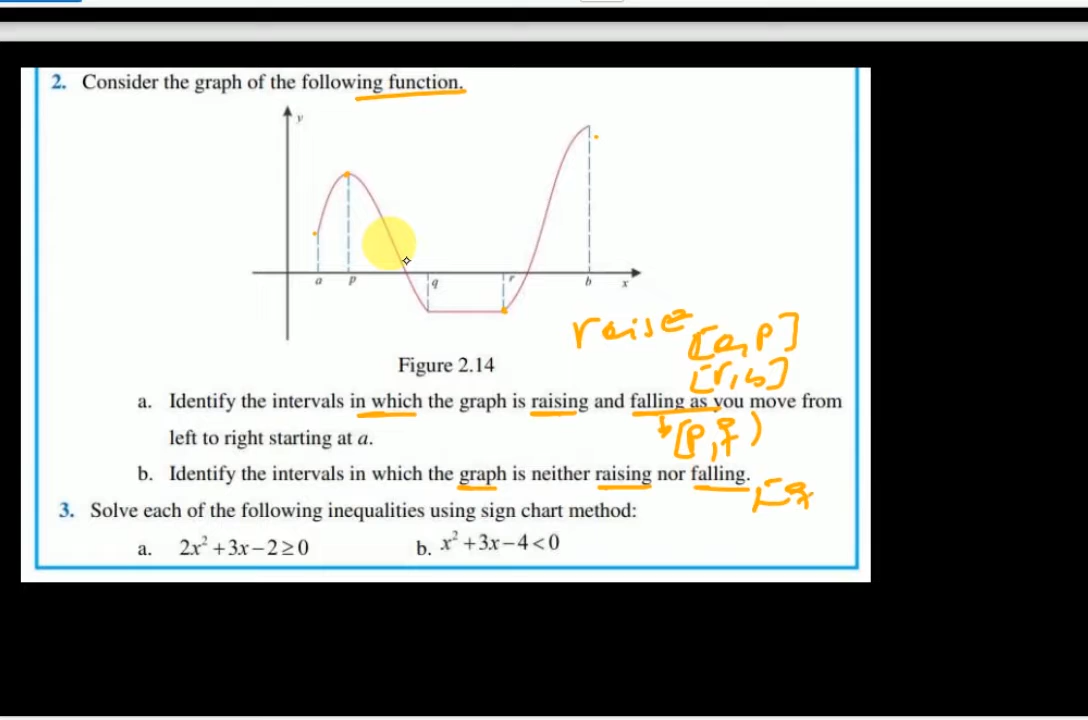 2. Consider the graph of the following function.
y
a p q r b x
raise
[a, p]
[r, b]
Figure 2.14
a. Identify the intervals in which the graph is raising and falling as you move from
left to right starting at a.
[p, q)
b. Identify the intervals in which the graph is neither raising nor falling.
[q
3. Solve each of the following inequalities using sign chart method:
a. 2x² + 3x − 2 ≥ 0 b. x² + 3x − 4 < 0